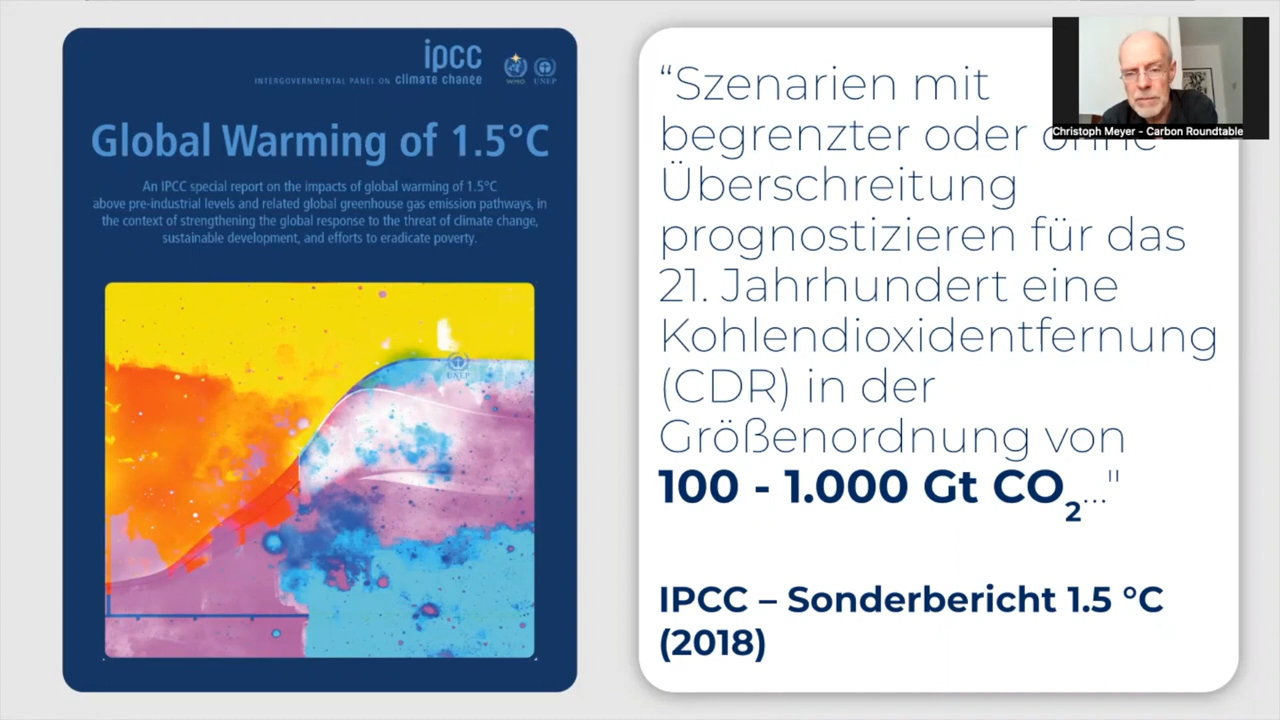 ipcc
INTERGOVERNMENTAL PANEL ON climate change
WMO UNEP
Global Warming of 1.5°C
An IPCC special report on the impacts of global warming of 1.5°C
above pre-industrial levels and related global greenhouse gas emission pathways, in
the context of strengthening the global response to the threat of climate change,
sustainable development, and efforts to eradicate poverty.
UNEP
“Szenarien mit
begrenzter oder ohne
Überschreitung
prognostizieren für das
21. Jahrhundert eine
Kohlendioxidentfernung
(CDR) in der
Größenordnung von
100 - 1.000 Gt CO₂..."
IPCC – Sonderbericht 1.5 °C
(2018)
Christoph Meyer - Carbon Roundtable